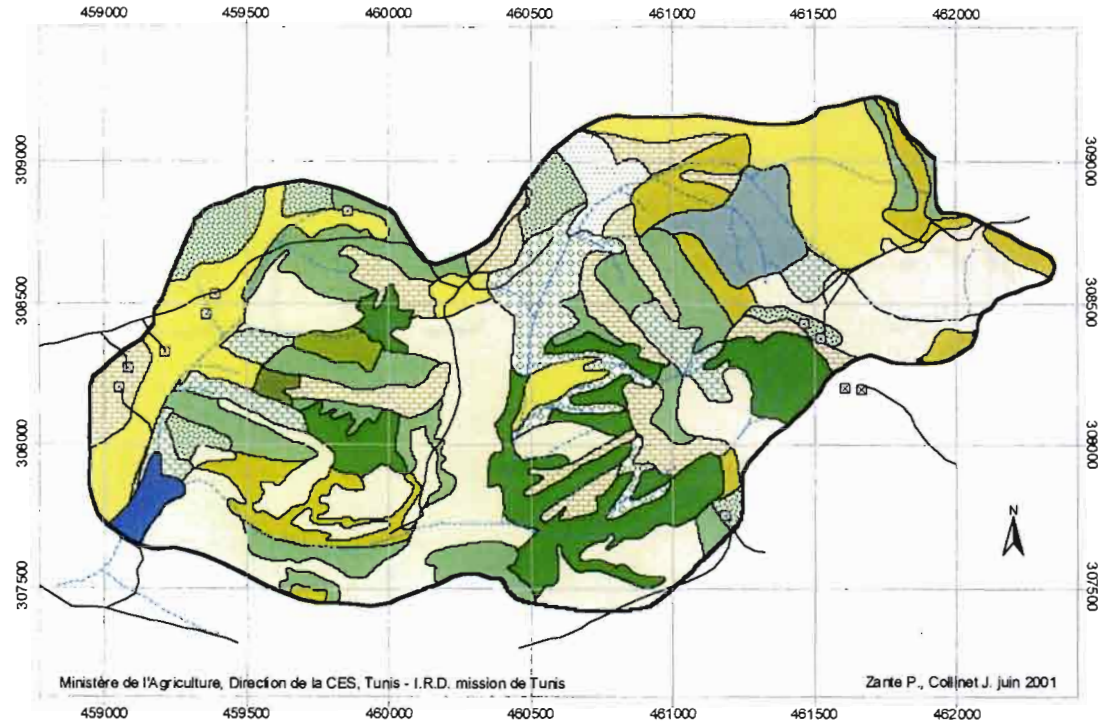 459000 459500 460000 460500 461000 461500 462000
309000 309000
308500 308500
308000 308000
307500 307500
N
Ministère de l'Agriculture, Direction de la CES, Tunis - I.R.D. mission de Tunis Zante P., Collinet J. juin 2001
459000 459500 460000 460500 461000 461500 462000